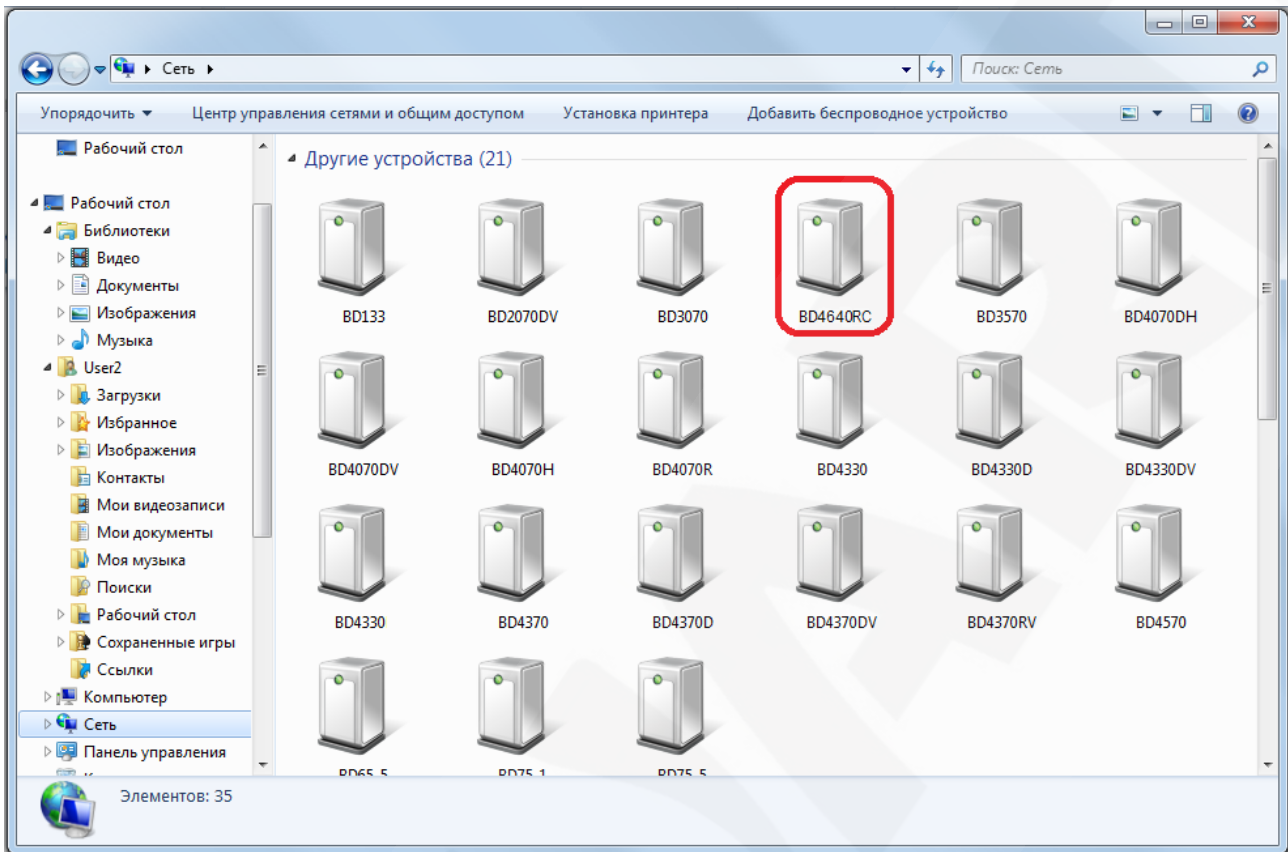 Сеть
Поиск: Сеть
Упорядочить
Центр управления сетями и общим доступом
Установка принтера
Добавить беспроводное устройство
Рабочий стол
Рабочий стол
Библиотеки
Видео
Документы
Изображения
Музыка
User2
Загрузки
Избранное
Изображения
Контакты
Мои видеозаписи
Мои документы
Моя музыка
Поиски
Рабочий стол
Сохраненные игры
Ссылки
Компьютер
Сеть
Панель управления
Другие устройства (21)
BD133 BD2070DV BD3070 BD4640RC BD3570 BD4070DH
BD4070DV BD4070H BD4070R BD4330 BD4330D BD4330DV
BD4330 BD4370 BD4370D BD4370DV BD4370RV BD4570
BD65_5 BD75_1 BD75_5
Элементов: 35